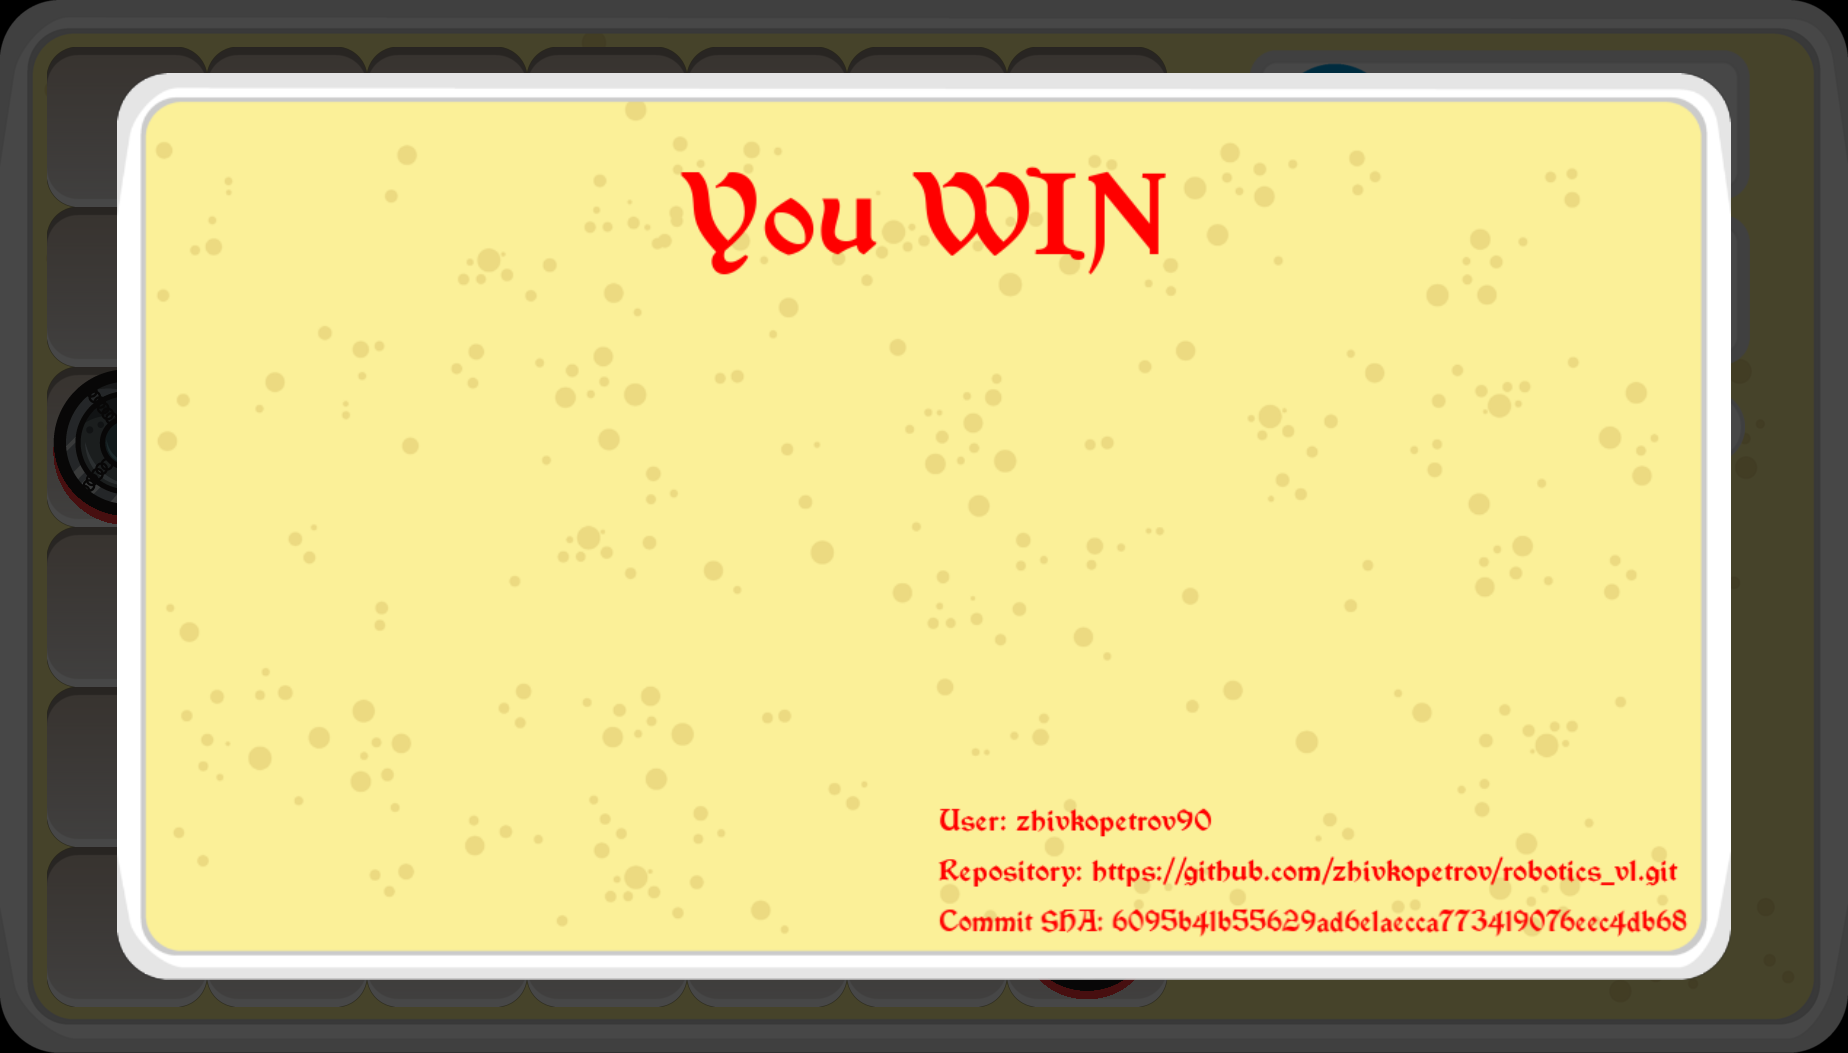 You WIN
User: zhivkopetrov90
Repository: https://github.com/zhivkopetrov/robotics_v1.git
Commit SHA: 6095b41b55629ad6e1aecca773419076eec4db68